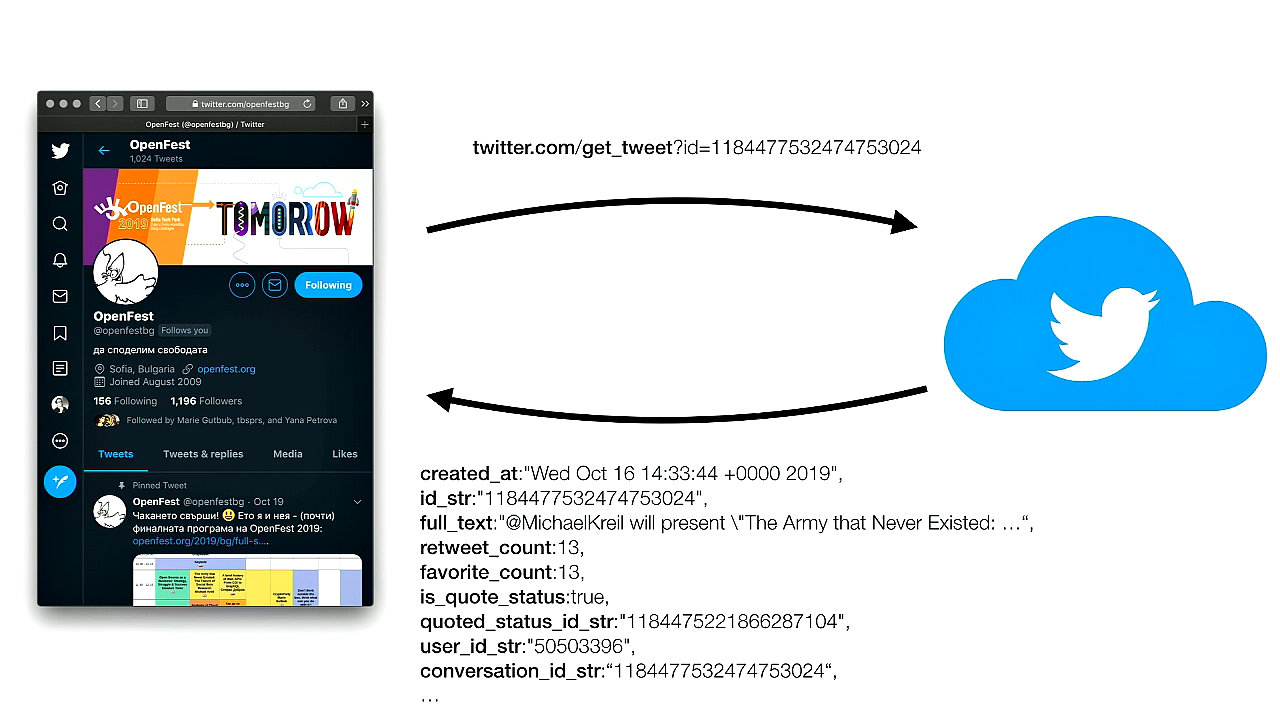 twitter.com/openfestbg
OpenFest (@openfestbg) / Twitter
OpenFest
1,024 Tweets
OpenFest
2019 Sofia Tech Park
TOMORROW
Following
OpenFest
@openfestbg Follows you
да споделим свободата
Sofia, Bulgaria openfest.org
Joined August 2009
156 Following 1,196 Followers
Followed by Marie Gutbub, tbsprs, and Yana Petrova
Tweets Tweets & replies Media Likes
Pinned Tweet
OpenFest @openfestbg · Oct 19
Чакането свърши! 😃 Ето я и нея - (почти)
финалната програма на OpenFest 2019:
openfest.org/2019/bg/full-s....
twitter.com/get_tweet?id=1184477532474753024
created_at:"Wed Oct 16 14:33:44 +0000 2019",
id_str:"1184477532474753024",
full_text:"@MichaelKreil will present \"The Army that Never Existed: …“,
retweet_count:13,
favorite_count:13,
is_quote_status:true,
quoted_status_id_str:"1184475221866287104",
user_id_str:"50503396",
conversation_id_str:“1184477532474753024“,
…